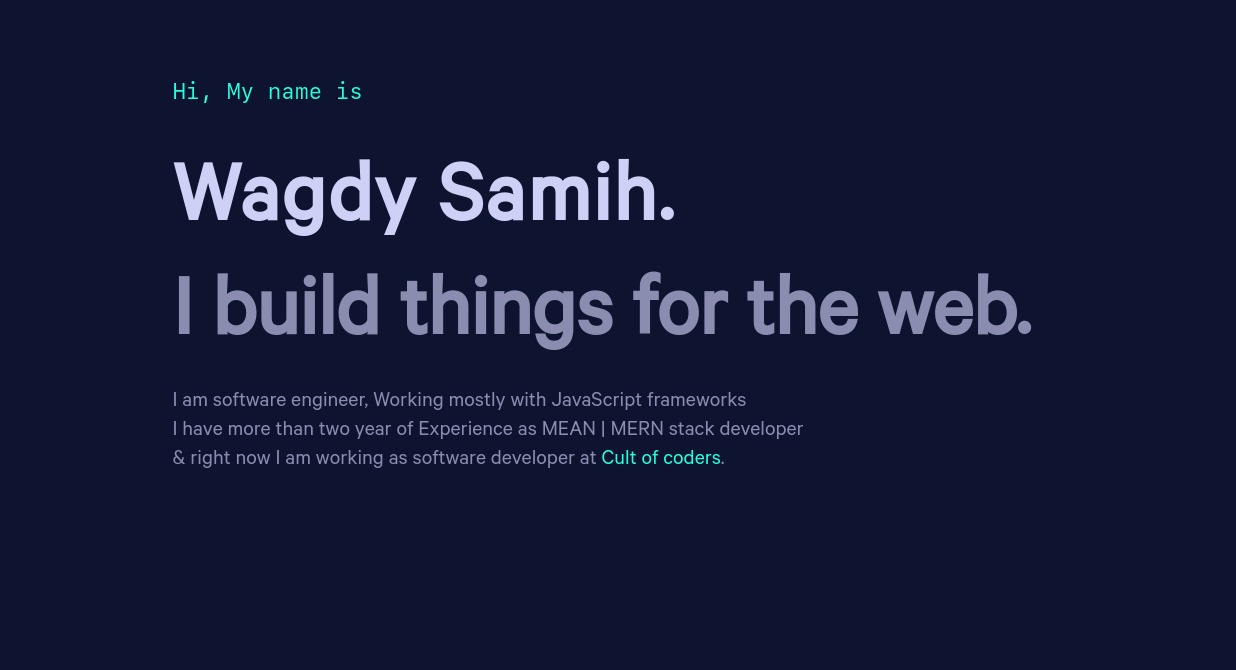 Hi, My name is
Wagdy Samih.
I build things for the web.
I am software engineer, Working mostly with JavaScript frameworks
I have more than two year of Experience as MEAN | MERN stack developer
& right now I am working as software developer at Cult of coders.